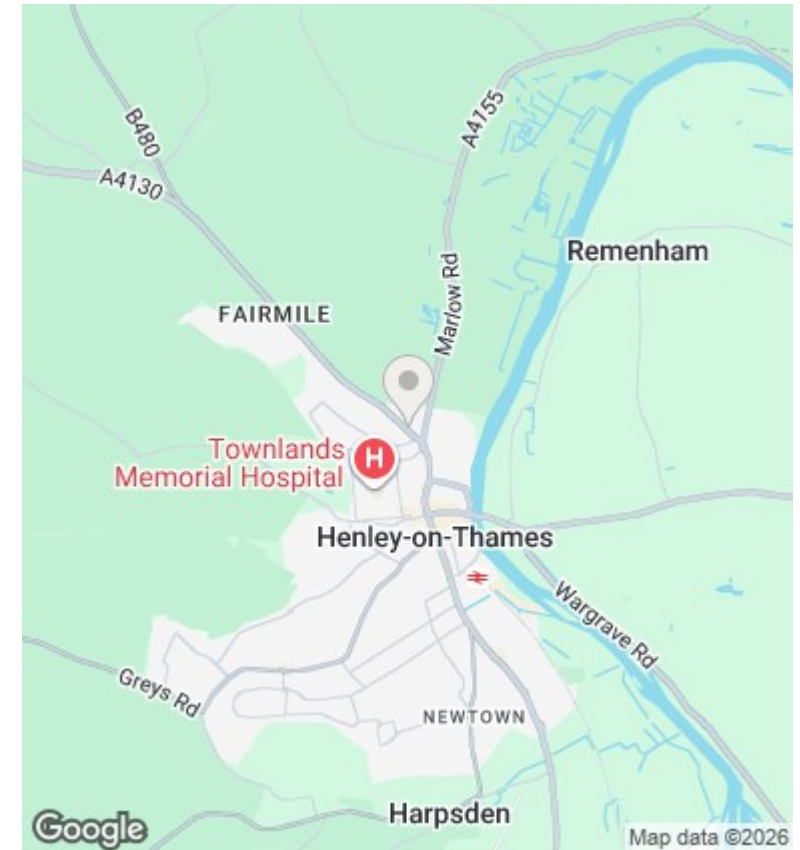 B480
A4155
A4130
Remenham
Marlow Rd
FAIRMILE
Townlands
Memorial Hospital
H
Henley-on-Thames
Wargrave Rd
Greys Rd
NEWTOWN
Harpsden
Google
Map data ©2026